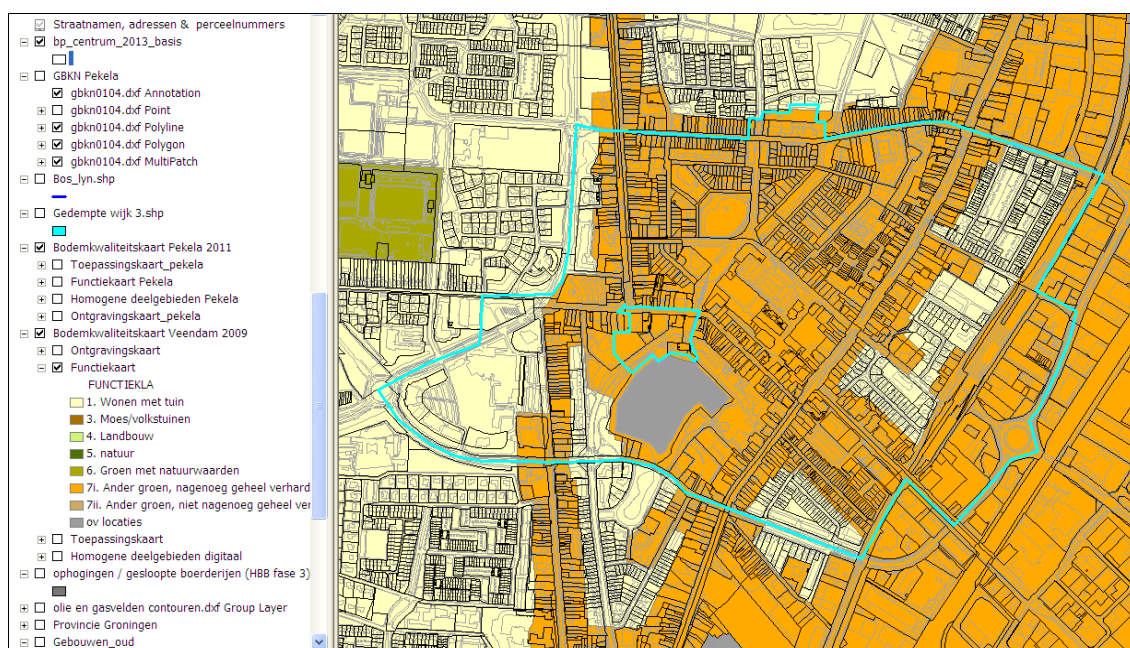 Straatnamen, adressen & perceelnummers
bp_centrum_2013_basis
GBKN Pekela
gbkn0104.dxf Annotation
gbkn0104.dxf Point
gbkn0104.dxf Polyline
gbkn0104.dxf Polygon
gbkn0104.dxf MultiPatch
Bos_lyn.shp
Gedempte wijk 3.shp
Bodemkwaliteitskaart Pekela 2011
Toepassingskaart_pekela
Functiekaart Pekela
Homogene deelgebieden Pekela
Ontgravingskaart_pekela
Bodemkwaliteitskaart Veendam 2009
Ontgravingskaart
Functiekaart
FUNCTIEKLA
1. Wonen met tuin
3. Moes/volkstuinen
4. Landbouw
5. natuur
6. Groen met natuurwaarden
7i. Ander groen, nagenoeg geheel verhard
7ii. Ander groen, niet nagenoeg geheel ver
ov locaties
Toepassingskaart
Homogene deelgebieden digitaal
ophogingen / gesloopte boerderijen (HBB fase 3)
olie en gasvelden contouren.dxf Group Layer
Provincie Groningen
Gebouwen_oud